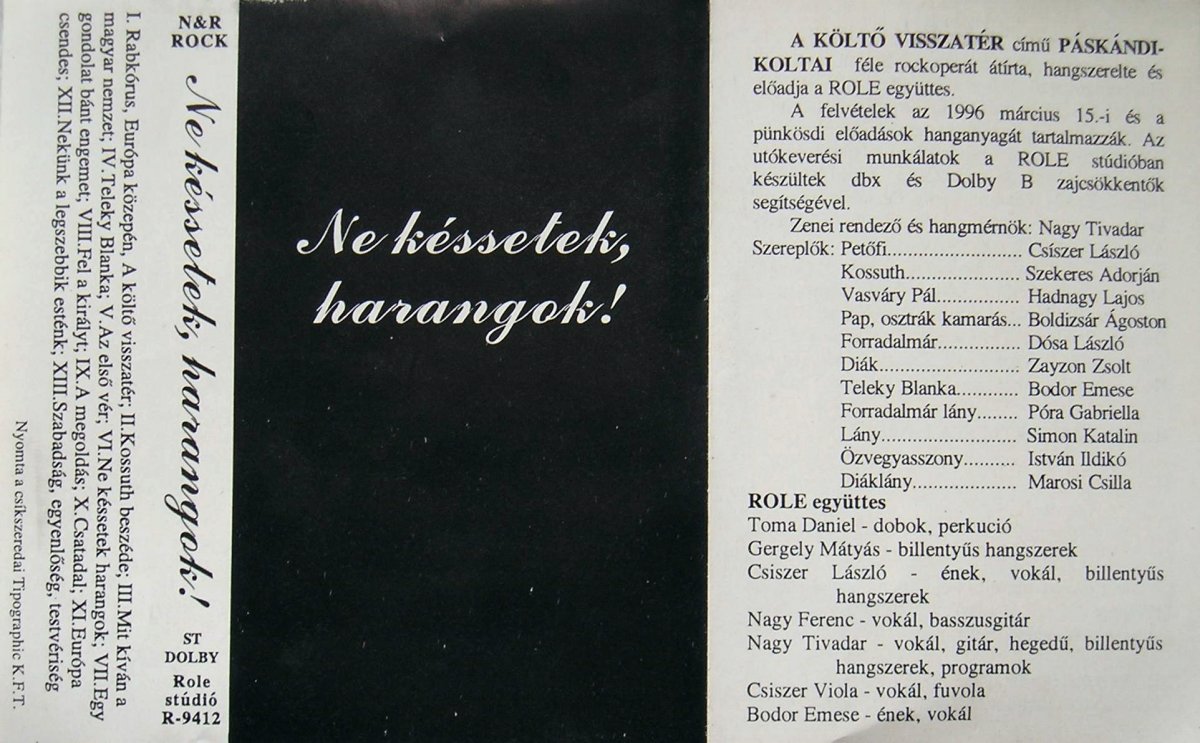 I. Rabkórus, Európa közepén, A költő visszatér; II.Kossuth beszéde; III.Mit kíván a
magyar nemzet; IV.Teleky Blanka; V.Az első vér; VI.Ne késsetek harangok; VII.Egy
gondolat bánt engemet; VIII.Fel a királyt; IX.A megoldás; X.Csatadal; XI.Európa
csendes; XII.Nekünk a legszebbik esténk; XIII.Szabadság, egyenlőség, testvériség
Nyomta a csíkszeredai Tipographic K.F.T.
N&R
ROCK
Ne késsetek, harangok!
ST
DOLBY
Role
stúdió
R-9412
Ne késsetek,
harangok!
A KÖLTŐ VISSZATÉR című PÁSKÁNDI-
KOLTAI féle rockoperát átírta, hangszerelte és
előadja a ROLE együttes.
A felvételek az 1996 március 15.-i és a
pünkösdi előadások hanganyagát tartalmazzák. Az
utókeverési munkálatok a ROLE stúdióban
készültek dbx és Dolby B zajcsökkentők
segítségével.
Zenei rendező és hangmérnök: Nagy Tivadar
Szereplők: Petőfi........................... Csíszer László
Kossuth....................... Szekeres Adorján
Vasváry Pál............... Hadnagy Lajos
Pap, osztrák kamarás... Boldizsár Ágoston
Forradalmár............... Dósa László
Diák............................ Zayzon Zsolt
Teleky Blanka........... Bodor Emese
Forradalmár lány....... Póra Gabriella
Lány........................... Simon Katalin
Özvegyasszony.......... István Ildikó
Diáklány.................... Marosi Csilla
ROLE együttes
Toma Daniel - dobok, perkució
Gergely Mátyás - billentyűs hangszerek
Csiszer László - ének, vokál, billentyűs
hangszerek
Nagy Ferenc - vokál, basszusgitár
Nagy Tivadar - vokál, gitár, hegedű, billentyűs
hangszerek, programok
Csiszer Viola - vokál, fuvola
Bodor Emese - ének, vokál